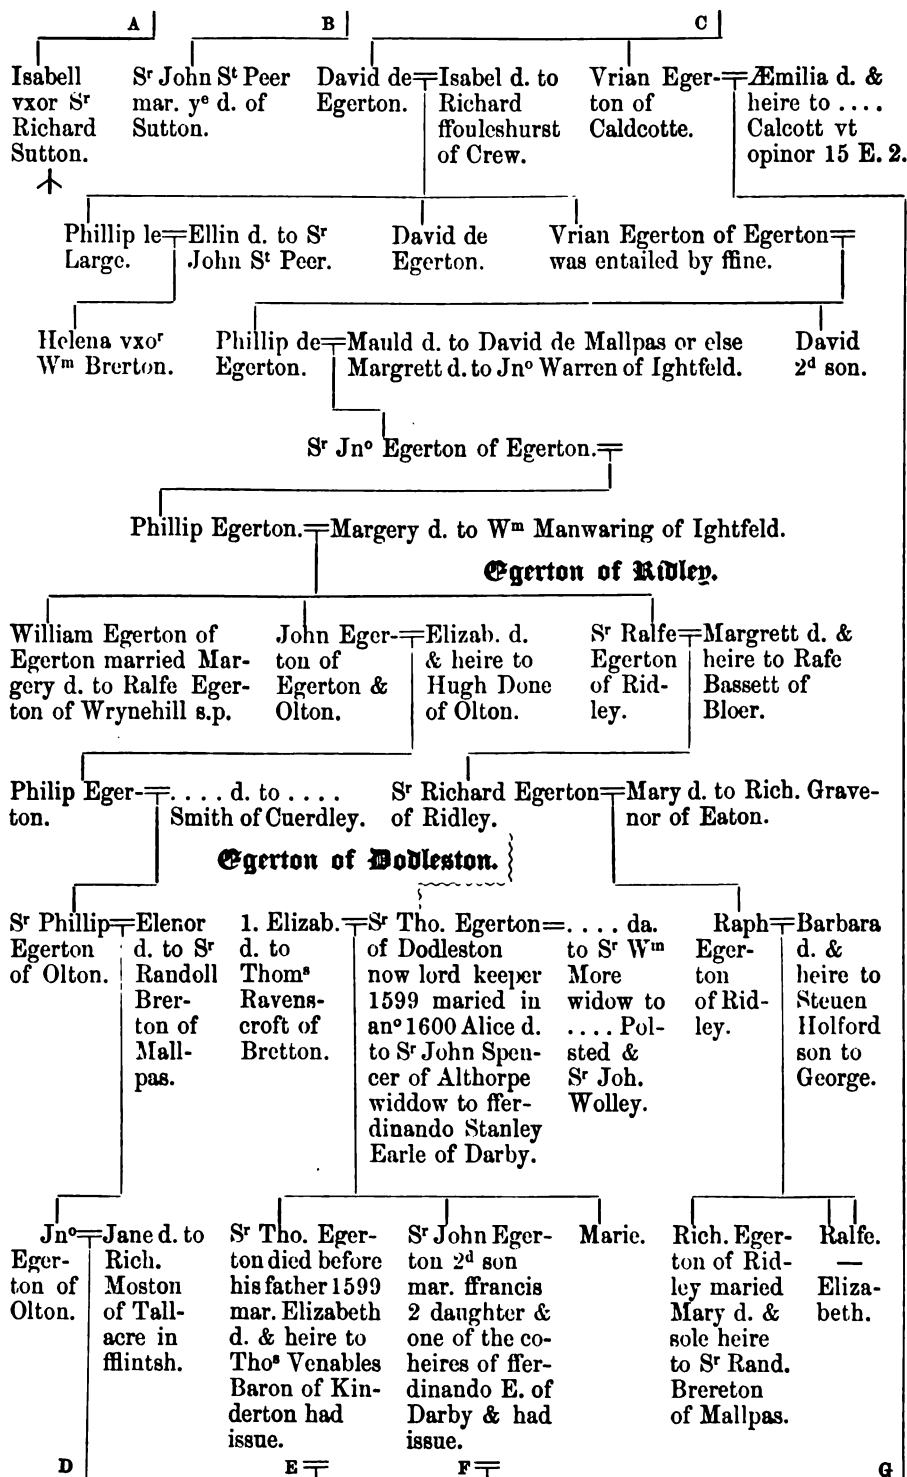 A B C
Isabell
vxor Sʳ
Richard
Sutton.
Sʳ John Sᵗ Peer
mar. yᵉ d. of
Sutton.
David de
Egerton.
Isabel d. to
Richard
ffouleshurst
of Crew.
Vrian Eger-
ton of
Caldcotte.
Æmilia d. &
heire to ....
Calcott vt
opinor 15 E. 2.
Phillip le
Large.
Ellin d. to Sʳ
John Sᵗ Peer.
David de
Egerton.
Vrian Egerton of Egerton
was entailed by ffine.
Helena vxoʳ
Wᵐ Brerton.
Phillip de
Egerton.
Mauld d. to David de Mallpas or else
Margrett d. to Jnᵒ Warren of Ightfeld.
David
2ᵈ son.
Sʳ Jnᵒ Egerton of Egerton.
Phillip Egerton.
Margery d. to Wᵐ Manwaring of Ightfeld.
Egerton of Ridley.
William Egerton of
Egerton married Mar-
gery d. to Ralfe Eger-
ton of Wrynehill s.p.
John Eger-
ton of
Egerton &
Olton.
Elizab. d.
& heire to
Hugh Done
of Olton.
Sʳ Ralfe
Egerton
of Rid-
ley.
Margrett d. &
heire to Rafe
Bassett of
Bloer.
Philip Eger-
ton.
.... d. to ....
Smith of Cuerdley.
Sʳ Richard Egerton
of Ridley.
Mary d. to Rich. Grave-
nor of Eaton.
Egerton of Dodleston.
Sʳ Phillip
Egerton
of Olton.
Elenor
d. to Sʳ
Randoll
Brer-
ton of
Mall-
pas.
1. Elizab.
d. to
Thomˢ
Ravens-
croft of
Bretton.
Sʳ Tho. Egerton
of Dodleston
now lord keeper
1599 maried in
anᵒ 1600 Alice d.
to Sʳ John Spen-
cer of Althorpe
widdow to ffer-
dinando Stanley
Earle of Darby.
.... da.
to Sʳ Wᵐ
More
widow to
.... Pol-
sted &
Sʳ Joh.
Wolley.
Raph
Eger-
ton
of Rid-
ley.
Barbara
d. &
heire to
Steuen
Holford
son to
George.
Jnᵒ
Eger-
ton of
Olton.
Jane d. to
Rich.
Moston
of Tall-
acre in
fflintsh.
Sʳ Tho. Eger-
ton died before
his father 1599
mar. Elizabeth
d. & heire to
Thoˢ Venables
Baron of Kin-
derton had
issue.
Sʳ John Eger-
ton 2ᵈ son
mar. ffrancis
2 daughter &
one of the co-
heires of ffer-
dinando E. of
Darby & had
issue.
Marie.
Rich. Eger-
ton of Rid-
ley maried
Mary d. &
sole heire
to Sʳ Rand.
Brereton
of Mallpas.
Ralfe.
—
Eliza-
beth.
D E F G